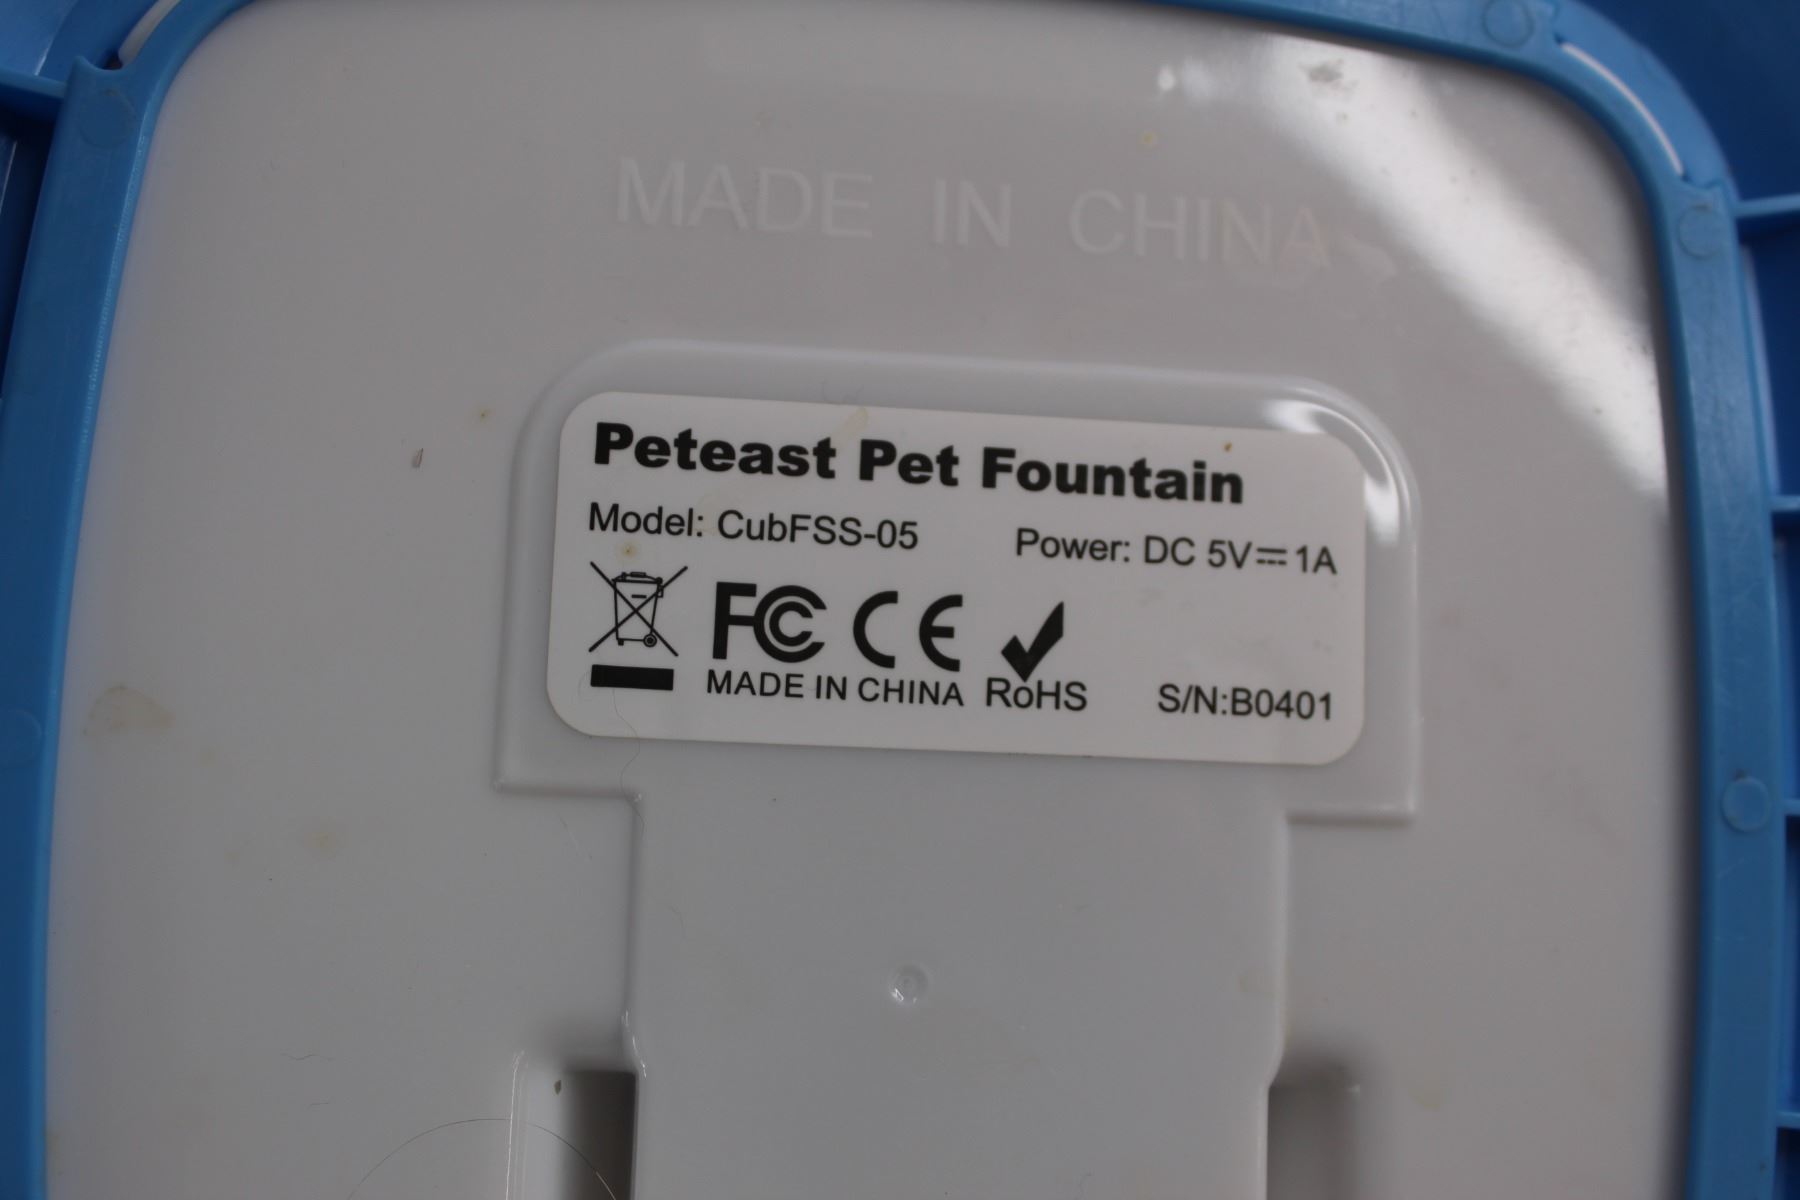 MADE IN CHINA
Peteast Pet Fountain
Model: CubFSS-05 Power: DC 5V⎓1A
FC CE
MADE IN CHINA RoHS S/N:B0401